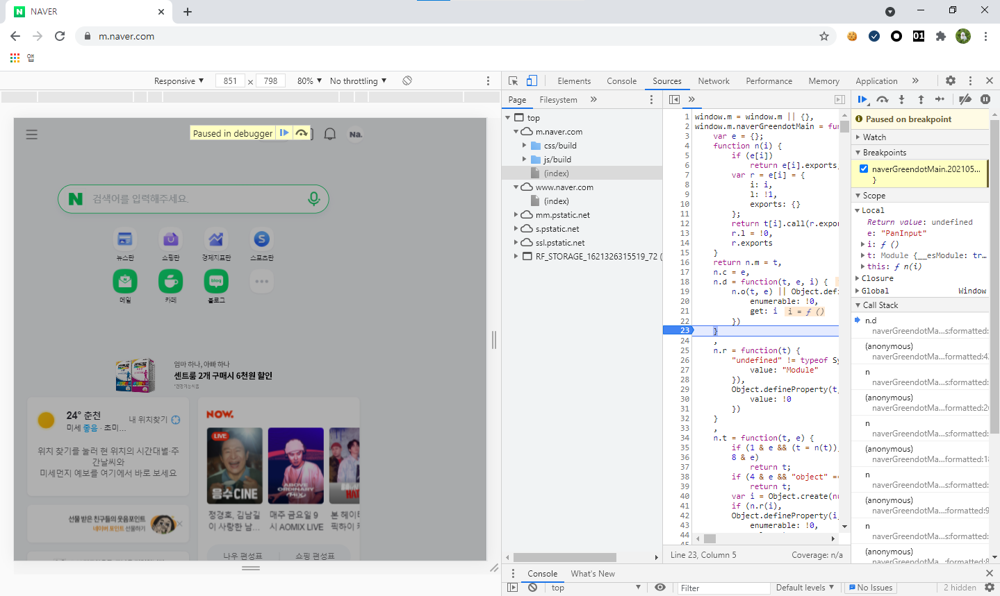 NAVER
m.naver.com
앱
Responsive 851 × 798 80% No throttling
Elements Console Sources Network Performance Memory Application »
Page Filesystem »
top
m.naver.com
css/build
js/build
(index)
www.naver.com
(index)
mm.pstatic.net
s.pstatic.net
ssl.pstatic.net
RF_STORAGE_1621326315519_72 (
Paused in debugger
Na.
N 검색어를 입력해주세요.
뉴스판 쇼핑판 경제지표판 스포츠판
메일 카페 블로그
blog
엄마 하나, 아빠 하나
센트룸 2개 구매시 6천원 할인
*건강기능식품
24° 춘천 내 위치찾기
미세 좋음 · 초미...
위치 찾기를 눌러 현 위치의 시간대별·주
간날씨와
미세먼지 예보를 여기에서 바로 보세요
선물 받은 친구들의 웃음포인트
네이버 포인트 선물하기
NOW.
LIVE
음수CINE
ABOVE
ORDINARY
MIX
HA
정경호, 김남길
이 사랑한 남...
매주 금요일 9
시 AOMIX LIVE
본 헤이티
픽하이 커
나우 편성표 쇼핑 편성표
1 window.m = window.m || {},
2 window.m.naverGreendotMain = fun
3 var e = {};
4 function n(i) {
5 if (e[i])
6 return e[i].exports;
7 var r = e[i] = {
8 i: i,
9 l: !1,
10 exports: {}
11 };
12 return t[i].call(r.expor
13 r.l = !0,
14 r.exports
15 }
16 return n.m = t,
17 n.c = e,
18 n.d = function(t, e, i) {
19 n.o(t, e) || Object.defi
20 enumerable: !0,
21 get: i i = ƒ ()
22 })
23 }
24 ,
25 n.r = function(t) {
26 "undefined" != typeof Sy
27 value: "Module"
28 }),
29 Object.defineProperty(t,
30 value: !0
31 })
32 }
33 ,
34 n.t = function(t, e) {
35 if (1 & e && (t = n(t)),
36 8 & e)
37 return t;
38 if (4 & e && "object" ==
39 return t;
40 var i = Object.create(nu
41 if (n.r(i),
42 Object.defineProperty(i,
43 enumerable: !0,
44
45
Line 23, Column 5 Coverage: n/a
Paused on breakpoint
Watch
Breakpoints
naverGreendotMain.202105...
}
Scope
Local
Return value: undefined
e: "PanInput"
i: ƒ ()
t: Module {__esModule: tr...
this: ƒ n(i)
Closure
Global Window
Call Stack
n.d
naverGreendotMa...s:formatted:
(anonymous)
naverGreendotMa...formatted:4
n
naverGreendotMa...s:formatted:
(anonymous)
naverGreendotMa...formatted:20
n
naverGreendotMa...s:formatted:
(anonymous)
naverGreendotMa...formatted:18
n
naverGreendotMa...s:formatted:
(anonymous)
naverGreendotMa...formatted:9
n
naverGreendotMa...s:formatted:
(anonymous)
naverGreendotMa...:formatted:8
Console What's New
top Filter Default levels No Issues 2 hidden